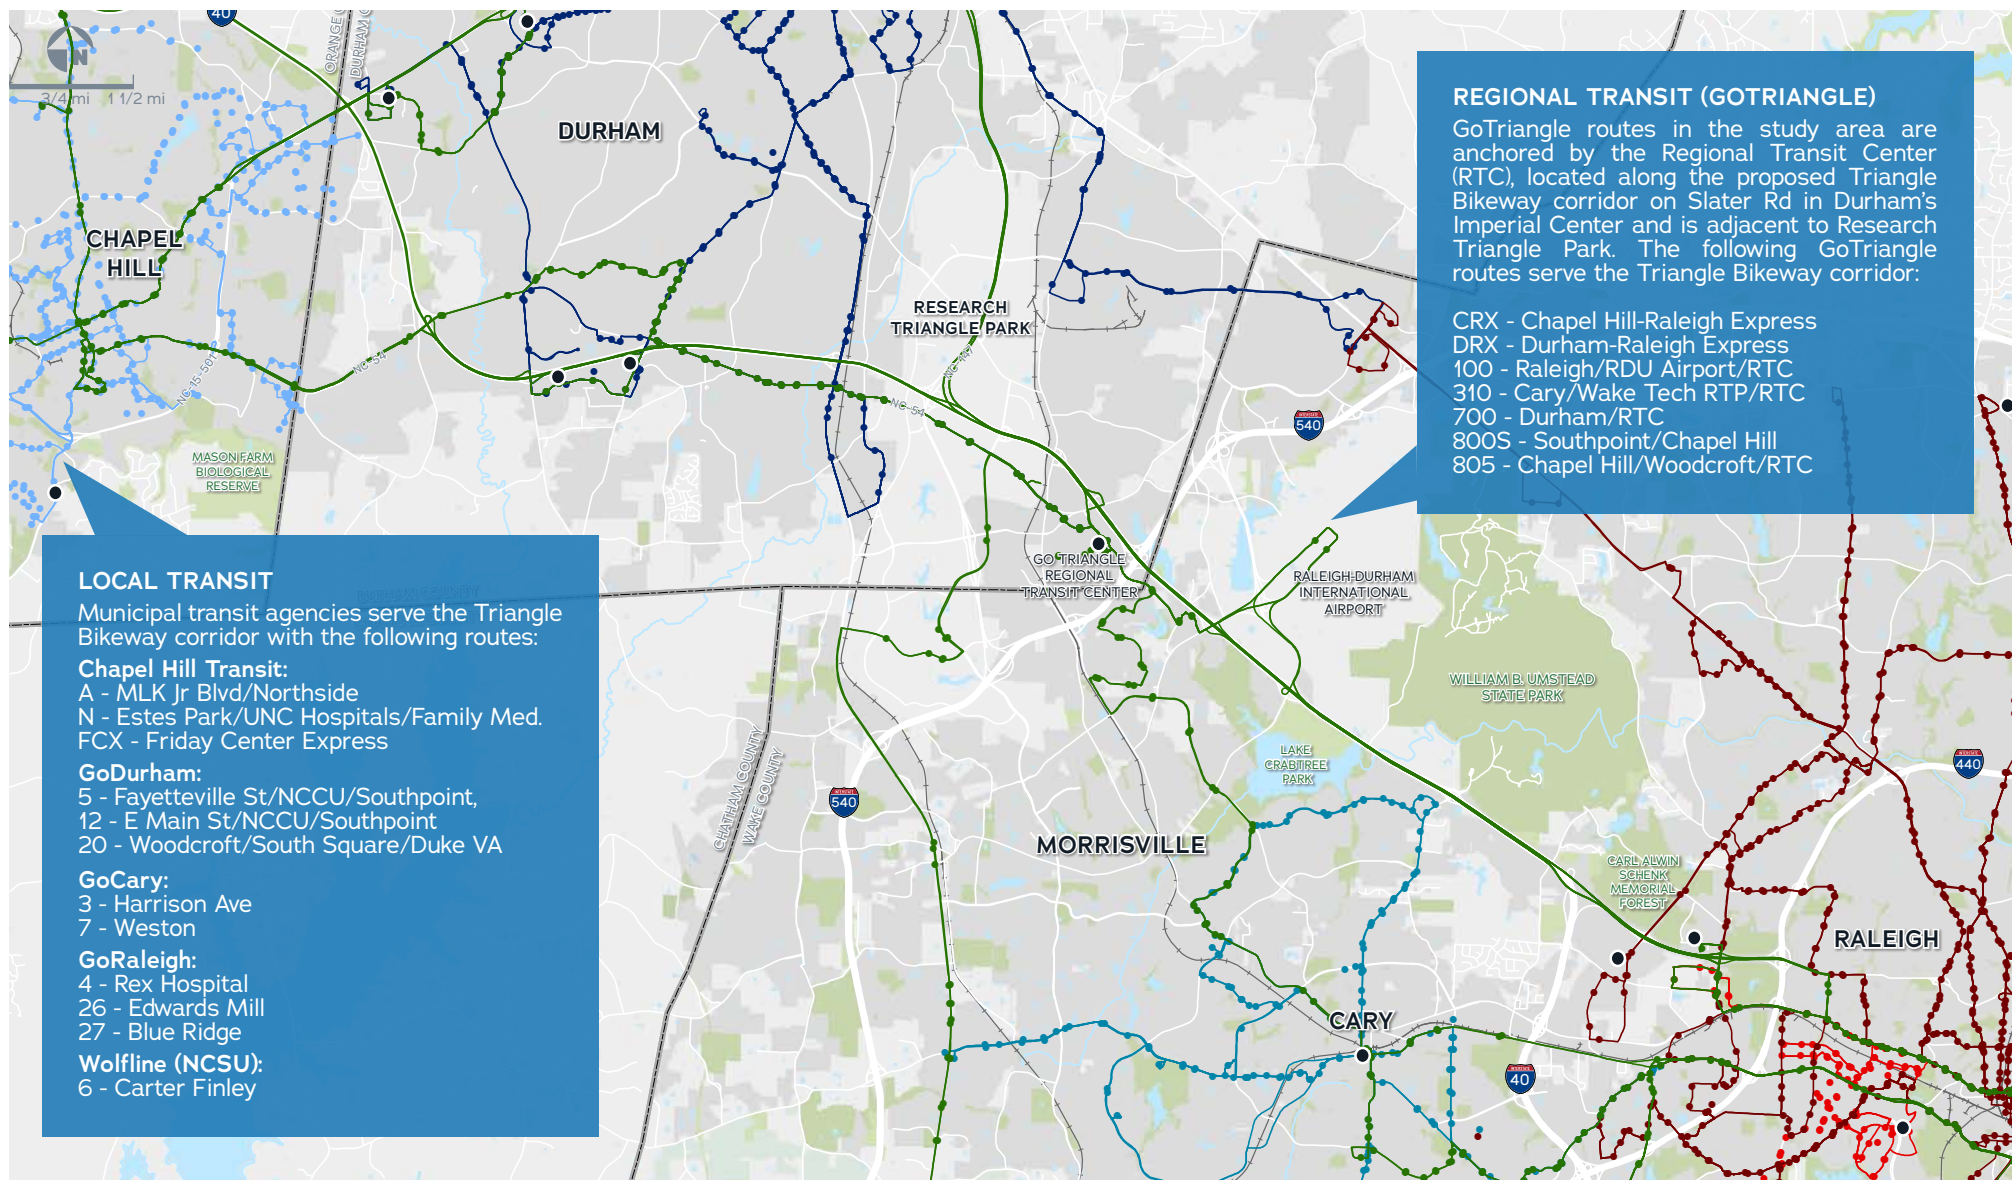 40
ORANGE C
DURHAM C
N
3/4 mi 1 1/2 mi
DURHAM
CHAPEL
HILL
NC-15-501
NC-54
MASON FARM
BIOLOGICAL
RESERVE
RESEARCH
TRIANGLE PARK
NC-147
NC-54
540
REGIONAL TRANSIT (GOTRIANGLE)
GoTriangle routes in the study area are
anchored by the Regional Transit Center
(RTC), located along the proposed Triangle
Bikeway corridor on Slater Rd in Durham's
Imperial Center and is adjacent to Research
Triangle Park. The following GoTriangle
routes serve the Triangle Bikeway corridor:
CRX - Chapel Hill-Raleigh Express
DRX - Durham-Raleigh Express
100 - Raleigh/RDU Airport/RTC
310 - Cary/Wake Tech RTP/RTC
700 - Durham/RTC
800S - Southpoint/Chapel Hill
805 - Chapel Hill/Woodcroft/RTC
GO TRIANGLE
REGIONAL
TRANSIT CENTER
RALEIGH-DURHAM
INTERNATIONAL
AIRPORT
WILLIAM B. UMSTEAD
STATE PARK
LAKE
CRABTREE
PARK
DURHAM COUNTY
LOCAL TRANSIT
Municipal transit agencies serve the Triangle
Bikeway corridor with the following routes:
Chapel Hill Transit:
A - MLK Jr Blvd/Northside
N - Estes Park/UNC Hospitals/Family Med.
FCX - Friday Center Express
GoDurham:
5 - Fayetteville St/NCCU/Southpoint,
12 - E Main St/NCCU/Southpoint
20 - Woodcroft/South Square/Duke VA
GoCary:
3 - Harrison Ave
7 - Weston
GoRaleigh:
4 - Rex Hospital
26 - Edwards Mill
27 - Blue Ridge
Wolfline (NCSU):
6 - Carter Finley
CHATHAM COUNTY
WAKE COUNTY
540
MORRISVILLE
440
CARL ALWIN
SCHENK
MEMORIAL
FOREST
RALEIGH
CARY
40